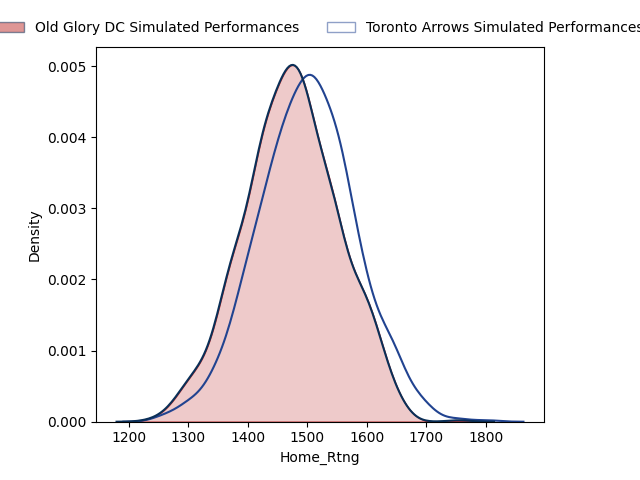 Old Glory DC Simulated Performances Toronto Arrows Simulated Performances
0.005
0.004
0.003
0.002
0.001
0.000
Density
1200 1300 1400 1500 1600 1700 1800
Home_Rtng